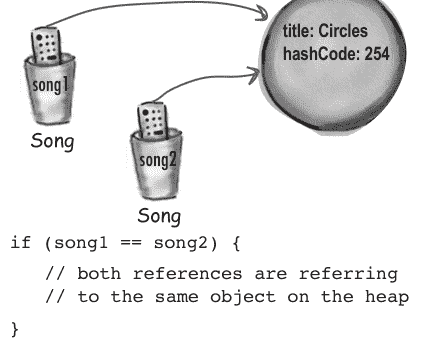 title: Circles
hashCode: 254
song1
Song
song2
Song
if (song1 == song2) {
// both references are referring
// to the same object on the heap
}